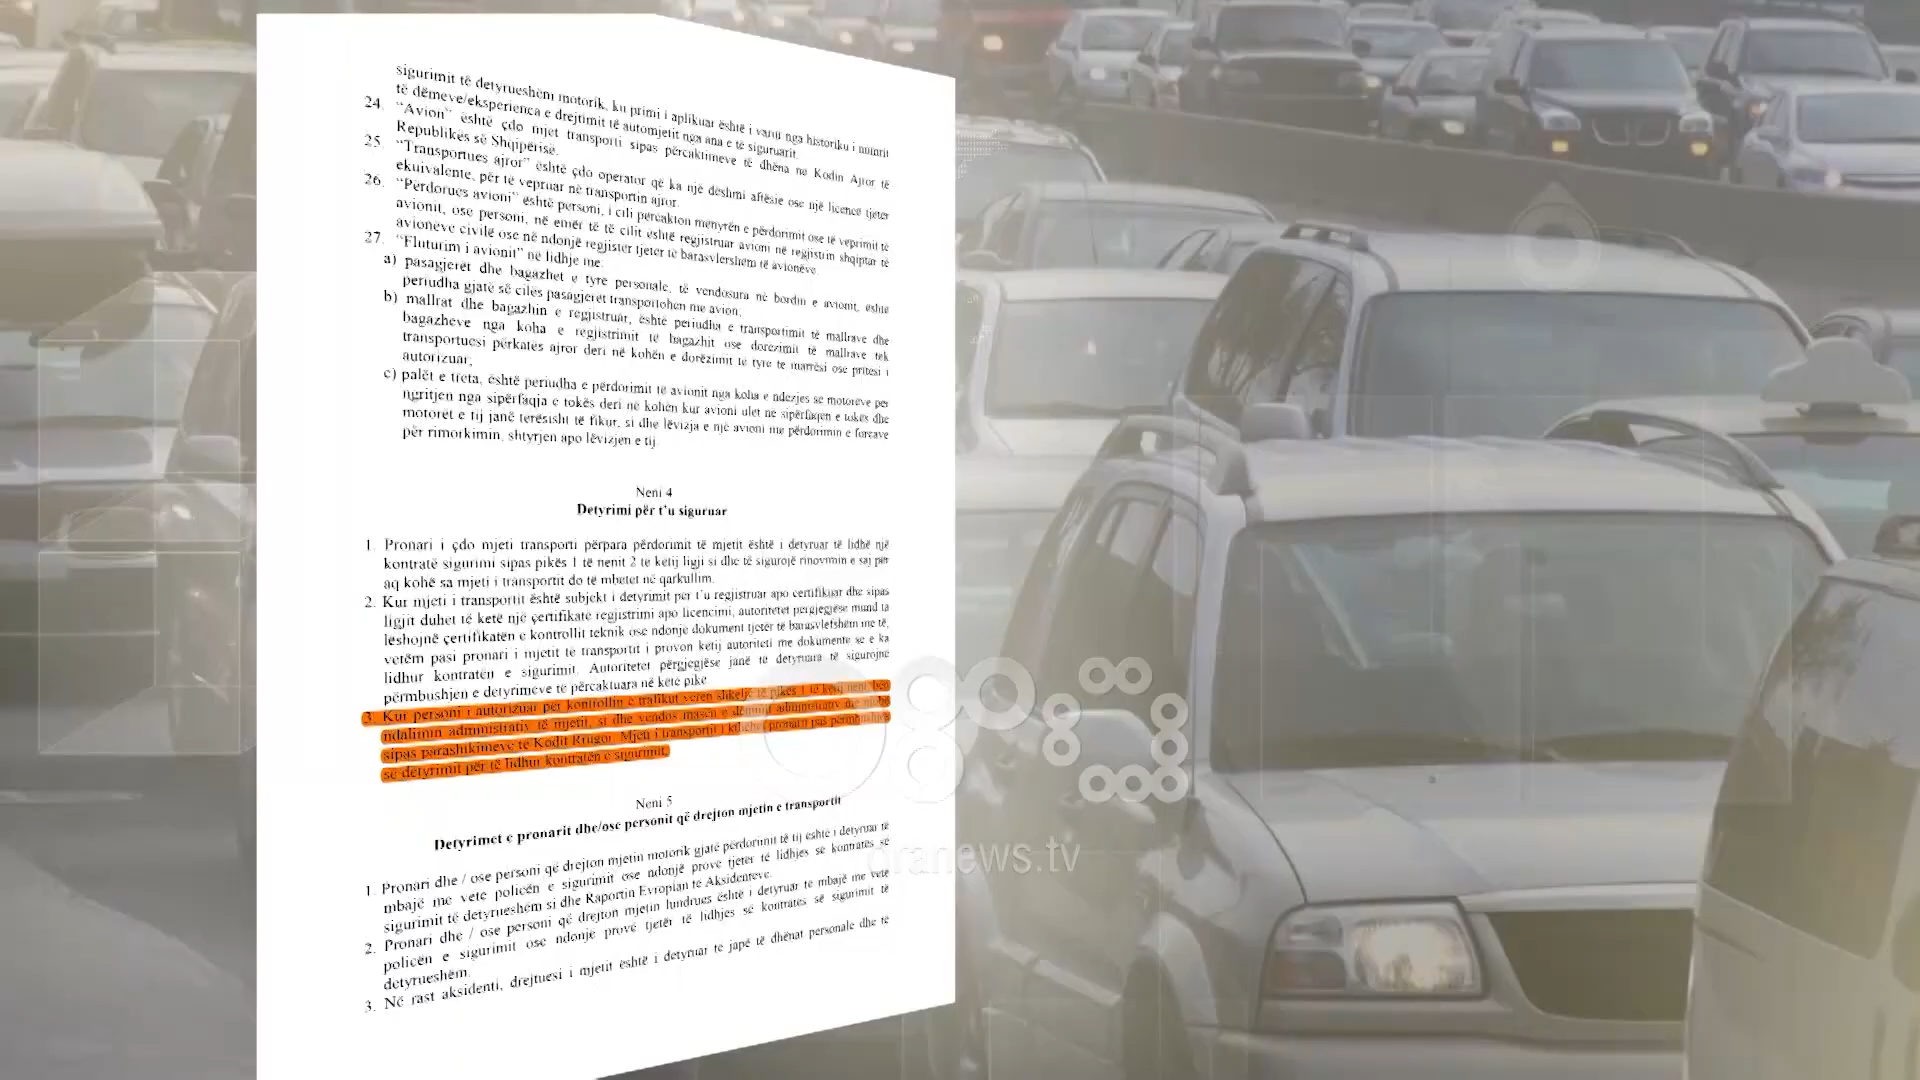 sigurimit të detyrueshëm motorik, ku primi i aplikuar është i varur nga historiku i numrit
të dëmeve/eksperienca e drejtimit të automjetit nga ana e të siguruarit.
24. “Avion” është çdo mjet transporti sipas përcaktimeve të dhëna në Kodin Ajror të
Republikës së Shqipërisë.
25. “Transportues ajror” është çdo operator që ka një dëshmi aftësie ose një licencë tjetër
ekuivalente, për të vepruar në transportin ajror.
26. “Përdorues avioni” është personi, i cili përcakton mënyrën e përdorimit ose të veprimit të
avionit, ose personi, në emër të të cilit është regjistruar avioni në regjistrin shqiptar të
avionëve civilë ose në ndonjë regjistër tjetër të barasvlershëm të avionëve.
27. “Fluturim i avionit” në lidhje me:
a) pasagjerët dhe bagazhet e tyre personale, të vendosura në bordin e avionit, është
periudha gjatë së cilës pasagjerët transportohen me avion;
b) mallrat dhe bagazhin e regjistruar, është periudha e transportimit të mallrave dhe
bagazheve nga koha e regjistrimit të bagazhit ose dorëzimit të mallrave tek
transportuesi përkatës ajror deri në kohën e dorëzimit të tyre te marrësi ose pritësi i
autorizuar;
c) palët e treta, është periudha e përdorimit të avionit nga koha e ndezjes së motorëve për
ngritjen nga sipërfaqja e tokës deri në kohën kur avioni ulet në sipërfaqen e tokës dhe
motorët e tij janë tërësisht të fikur, si dhe lëvizja e një avioni me përdorimin e forcave
për rimorkimin, shtyrjen apo lëvizjen e tij.
Neni 4
Detyrimi për t’u siguruar
1. Pronari i çdo mjeti transporti përpara përdorimit të mjetit është i detyruar të lidhë një
kontratë sigurimi sipas pikës 1 të nenit 2 të këtij ligji si dhe të sigurojë rinovimin e saj për
aq kohë sa mjeti i transportit do të mbetet në qarkullim.
2. Kur mjeti i transportit është subjekt i detyrimit për t’u regjistruar apo certifikuar dhe sipas
ligjit duhet të ketë një çertifikatë regjistrimi apo licencimi, autoritetet përgjegjëse mund ta
lëshojnë çertifikatën e kontrollit teknik ose ndonjë dokument tjetër të barasvlefshëm me të,
vetëm pasi pronari i mjetit të transportit i provon këtij autoriteti me dokumente se e ka
lidhur kontratën e sigurimit. Autoritetet përgjegjëse janë të detyruara të sigurojnë
përmbushjen e detyrimeve të përcaktuara në këtë pikë
3. Kur personi i autorizuar për kontrollin e trafikut vëren shkelje të pikës 1 të këtij neni, bën
ndalimin administrativ të mjetit, si dhe vendos masën e dënimit administrativ me gjobë
sipas parashikimeve të Kodit Rrugor. Mjeti i transportit i kthehet pronarit pas përmbushjes
së detyrimit për të lidhur kontratën e sigurimit.
Neni 5
Detyrimet e pronarit dhe/ose personit që drejton mjetin e transportit
1. Pronari dhe / ose personi që drejton mjetin motorik gjatë përdorimit të tij është i detyruar të
mbajë me vete policën e sigurimit ose ndonjë provë tjetër të lidhjes së kontratës së
sigurimit të detyrueshëm si dhe Raportin Evropian të Aksidenteve.
2. Pronari dhe / ose personi që drejton mjetin lundrues është i detyruar të mbajë me vete
policën e sigurimit ose ndonjë provë tjetër të lidhjes së kontratës së sigurimit të
detyrueshëm.
3. Në rast aksidenti, drejtuesi i mjetit është i detyruar të japë të dhënat personale dhe të
oranews.tv